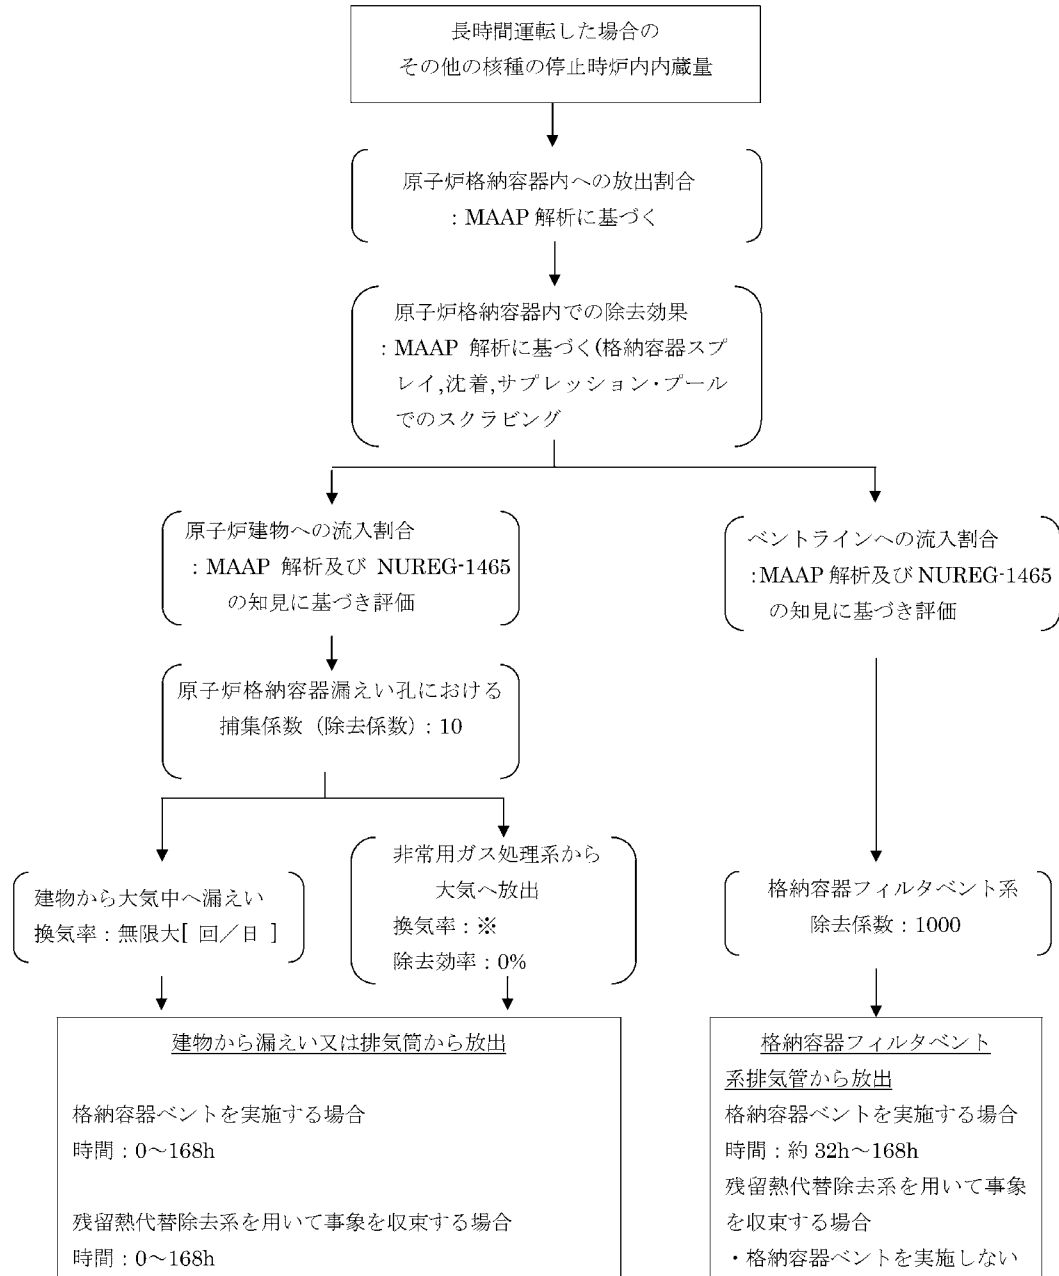 長時間運転した場合の
その他の核種の停止時炉内内蔵量
原子炉格納容器内への放出割合
：MAAP 解析に基づく
原子炉格納容器内での除去効果
：MAAP 解析に基づく(格納容器スプ
レイ,沈着,サプレッション・プール
でのスクラビング
原子炉建物への流入割合
：MAAP 解析及び NUREG-1465
の知見に基づき評価
ベントラインへの流入割合
：MAAP 解析及び NUREG-1465
の知見に基づき評価
原子炉格納容器漏えい孔における
捕集係数（除去係数）：10
建物から大気中へ漏えい
換気率：無限大[ 回／日 ]
非常用ガス処理系から
大気へ放出
換気率：※
除去効率：0%
格納容器フィルタベント系
除去係数：1000
建物から漏えい又は排気筒から放出
格納容器ベントを実施する場合
時間：0～168h
残留熱代替除去系を用いて事象を収束する場合
時間：0～168h
格納容器フィルタベント
系排気管から放出
格納容器ベントを実施する場合
時間：約 32h～168h
残留熱代替除去系を用いて事象
を収束する場合
・格納容器ベントを実施しない